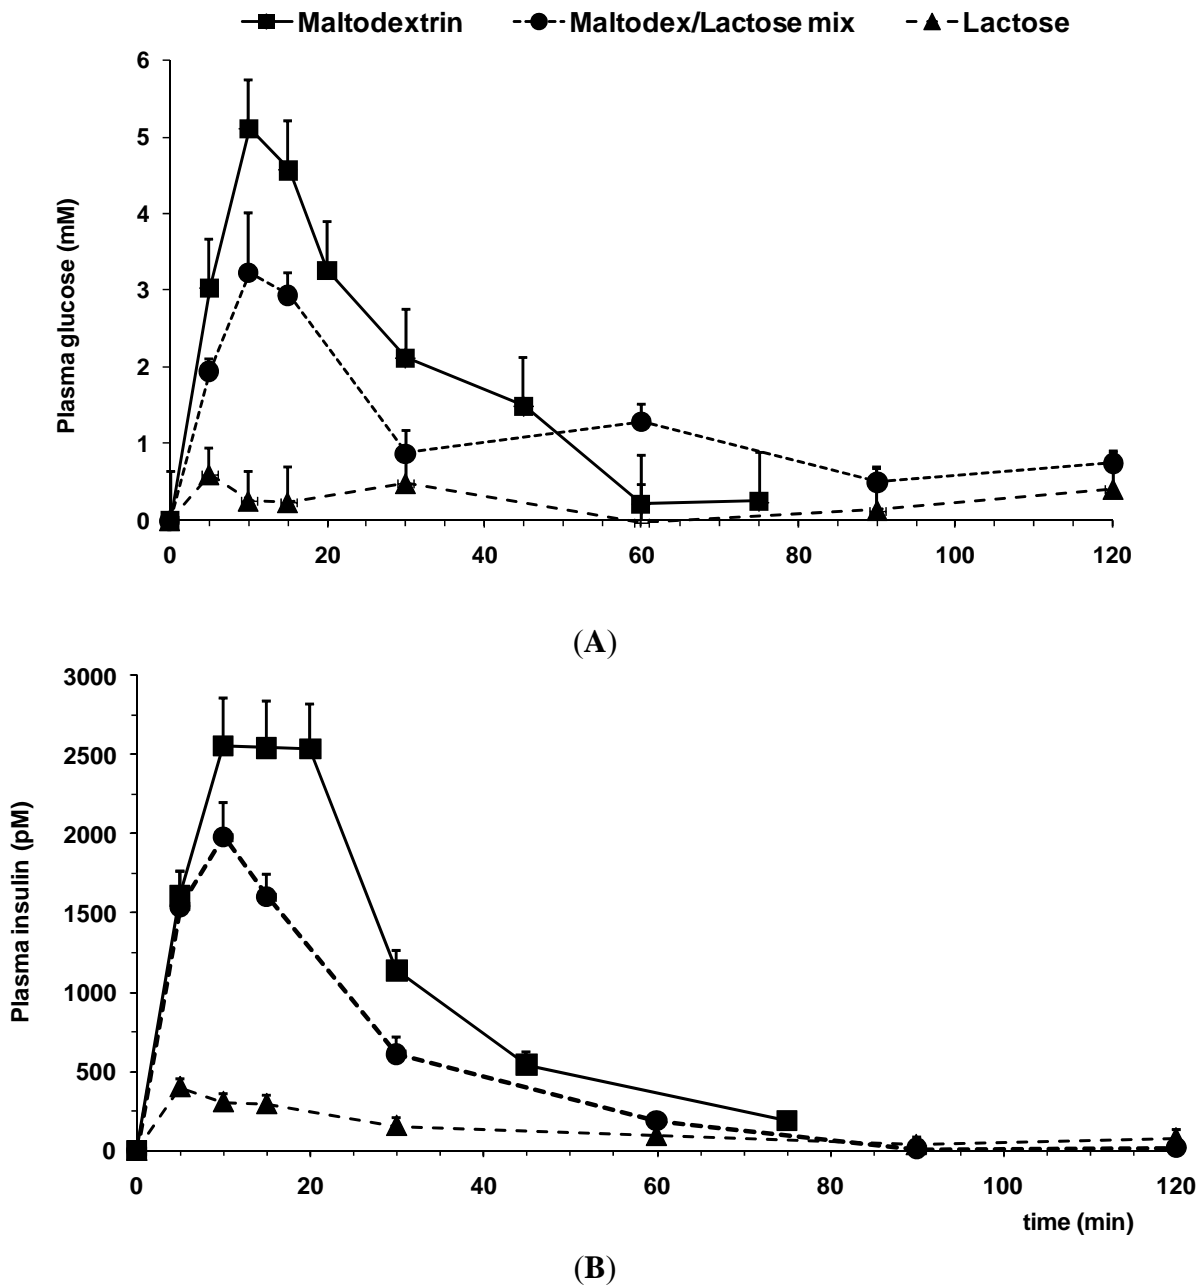 Maltodextrin Maltodex/Lactose mix Lactose
6
5
4
3
2
1
0
Plasma glucose (mM)
0 20 40 60 80 100 120
(A)
3000
2500
2000
1500
1000
500
0
Plasma insulin (pM)
0 20 40 60 80 100 120
time (min)
(B)